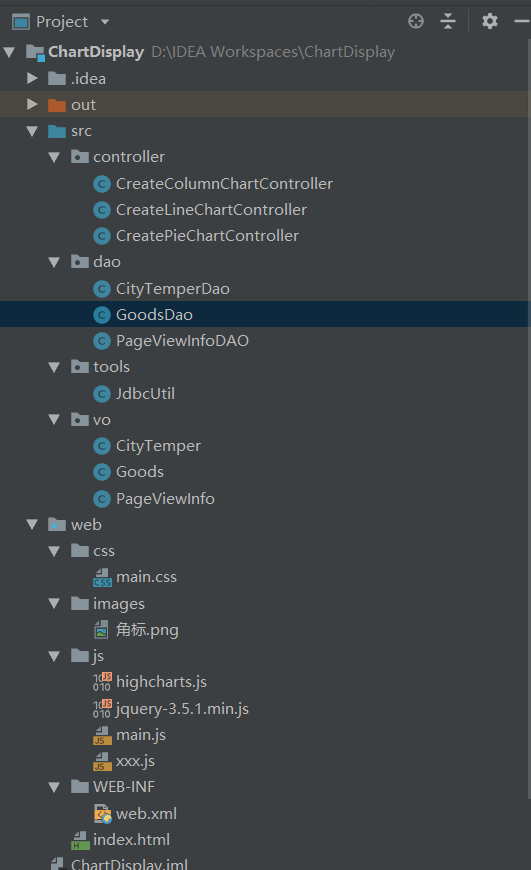 Project
ChartDisplay D:\IDEA Workspaces\ChartDisplay
.idea
out
src
controller
CreateColumnChartController
CreateLineChartController
CreatePieChartController
dao
CityTemperDao
GoodsDao
PageViewInfoDAO
tools
JdbcUtil
vo
CityTemper
Goods
PageViewInfo
web
css
main.css
images
角标.png
js
highcharts.js
jquery-3.5.1.min.js
main.js
xxx.js
WEB-INF
web.xml
index.html
ChartDisplay.iml